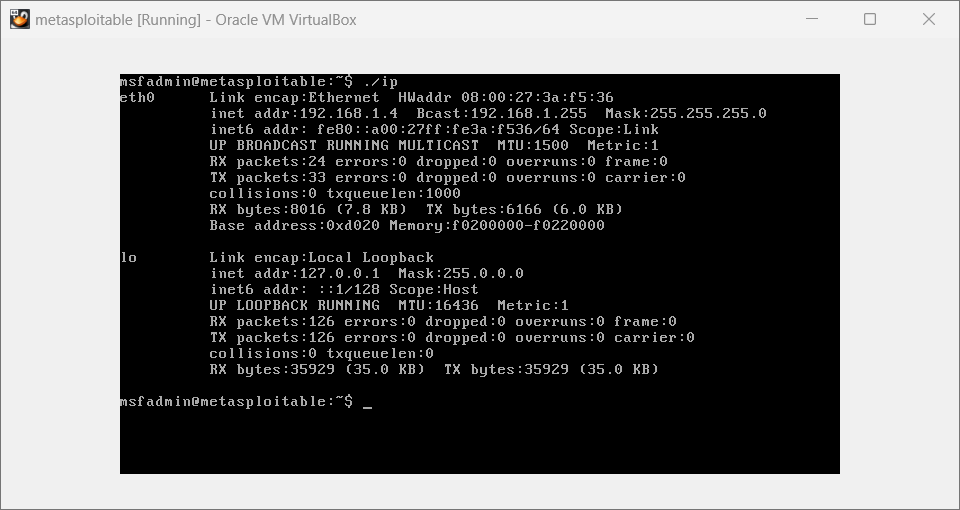 metasploitable [Running] - Oracle VM VirtualBox
msfadmin@metasploitable:~$ ./ip
eth0      Link encap:Ethernet  HWaddr 08:00:27:3a:f5:36
          inet addr:192.168.1.4  Bcast:192.168.1.255  Mask:255.255.255.0
          inet6 addr: fe80::a00:27ff:fe3a:f536/64 Scope:Link
          UP BROADCAST RUNNING MULTICAST  MTU:1500  Metric:1
          RX packets:24 errors:0 dropped:0 overruns:0 frame:0
          TX packets:33 errors:0 dropped:0 overruns:0 carrier:0
          collisions:0 txqueuelen:1000
          RX bytes:8016 (7.8 KB)  TX bytes:6166 (6.0 KB)
          Base address:0xd020 Memory:f0200000-f0220000
lo        Link encap:Local Loopback
          inet addr:127.0.0.1  Mask:255.0.0.0
          inet6 addr: ::1/128 Scope:Host
          UP LOOPBACK RUNNING  MTU:16436  Metric:1
          RX packets:126 errors:0 dropped:0 overruns:0 frame:0
          TX packets:126 errors:0 dropped:0 overruns:0 carrier:0
          collisions:0 txqueuelen:0
          RX bytes:35929 (35.0 KB)  TX bytes:35929 (35.0 KB)
msfadmin@metasploitable:~$ _